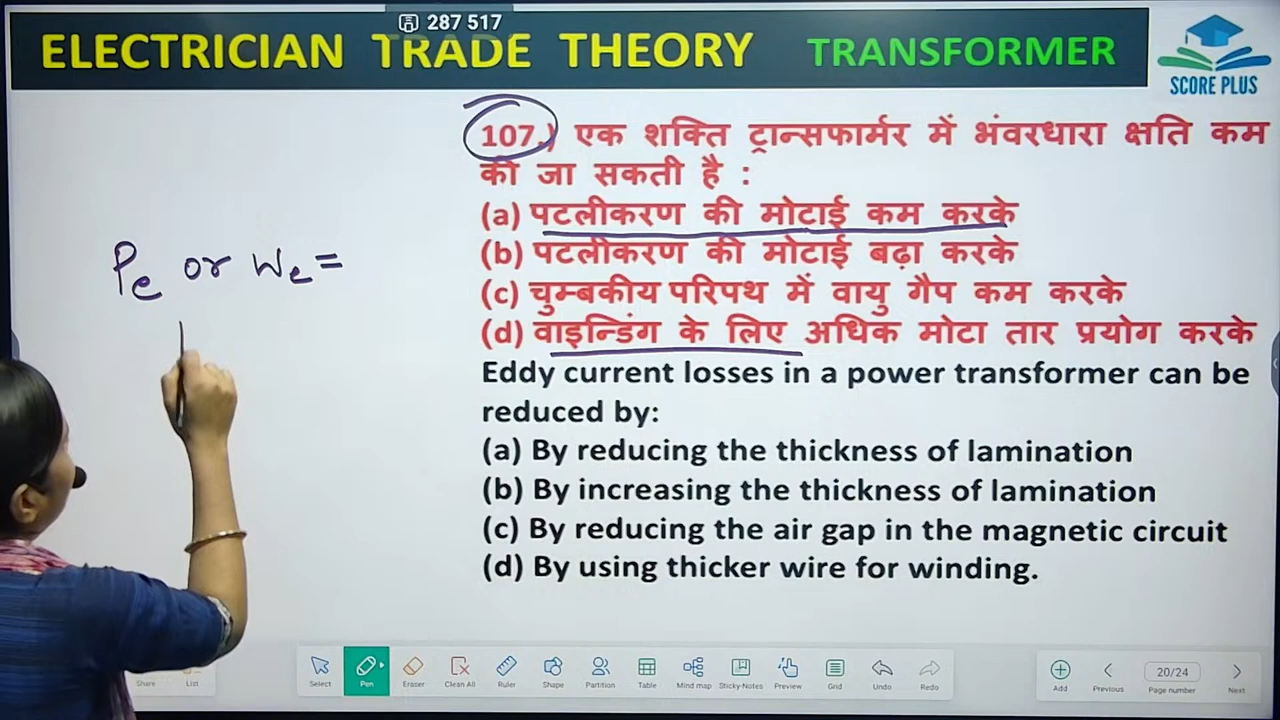 287 517
ELECTRICIAN TRADE THEORY TRANSFORMER
SCORE PLUS
107.) एक शक्ति ट्रान्सफार्मर में भंवरधारा क्षति कम
की जा सकती है :
(a) पटलीकरण की मोटाई कम करके
(b) पटलीकरण की मोटाई बढ़ा करके
(c) चुम्बकीय परिपथ में वायु गैप कम करके
(d) वाइन्डिंग के लिए अधिक मोटा तार प्रयोग करके
Eddy current losses in a power transformer can be
reduced by:
(a) By reducing the thickness of lamination
(b) By increasing the thickness of lamination
(c) By reducing the air gap in the magnetic circuit
(d) By using thicker wire for winding.
Pe or We =
Share List Select Pen Eraser Clean All Ruler Shape Partition Table Mind map Sticky-Notes Preview Grid Undo Redo Add Previous 20/24 Page number Next